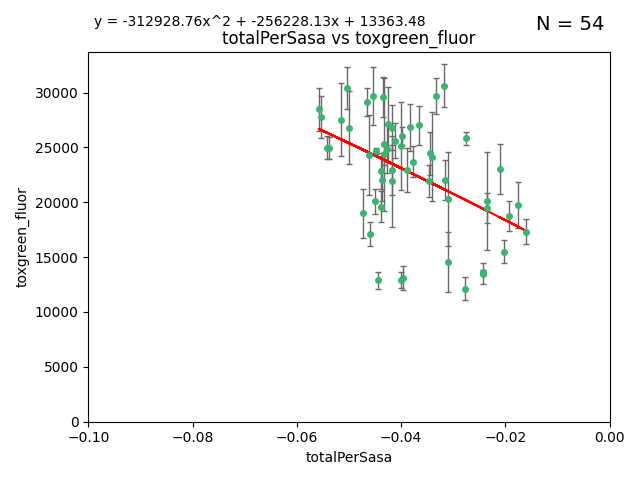 y = -312928.76x^2 + -256228.13x + 13363.48
N = 54
totalPerSasa vs toxgreen_fluor
toxgreen_fluor
30000
25000
20000
15000
10000
5000
0
−0.10 −0.08 −0.06 −0.04 −0.02 0.00
totalPerSasa